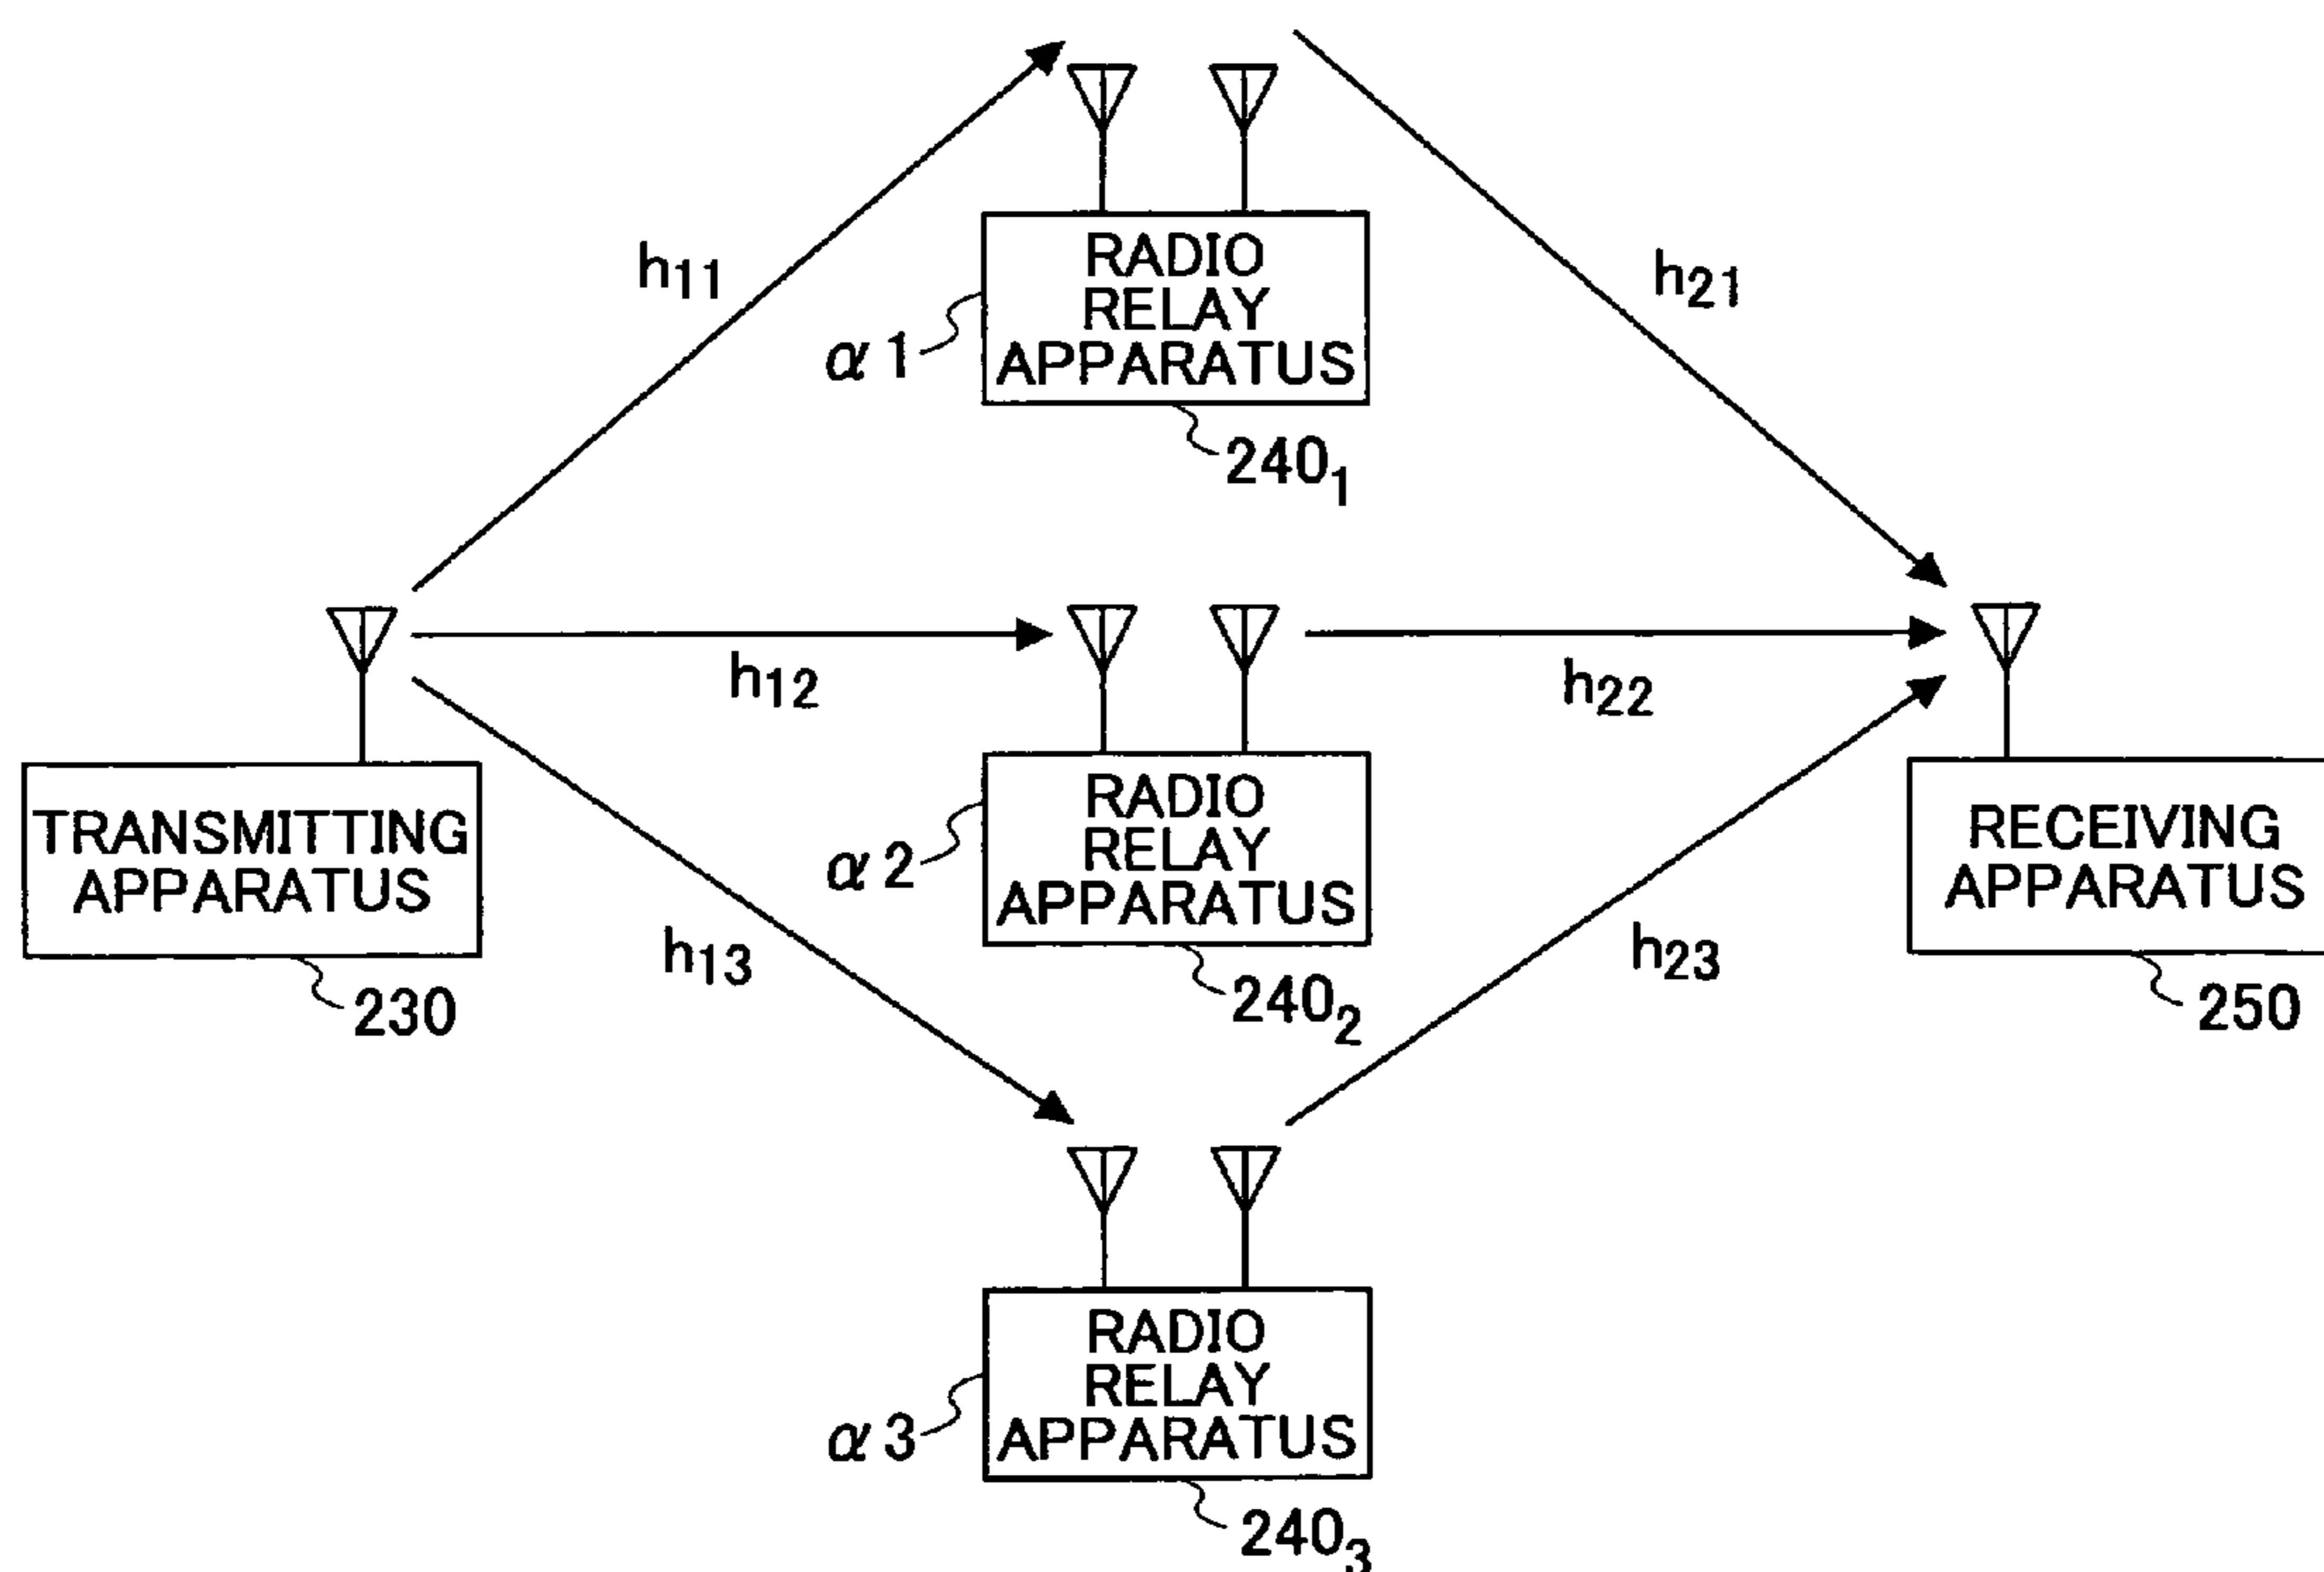 h11
h21
RADIO
RELAY
APPARATUS
α1
2401
h12
h22
TRANSMITTING
APPARATUS
230
RADIO
RELAY
APPARATUS
α2
2402
RECEIVING
APPARATUS
250
h13
h23
RADIO
RELAY
APPARATUS
α3
2403